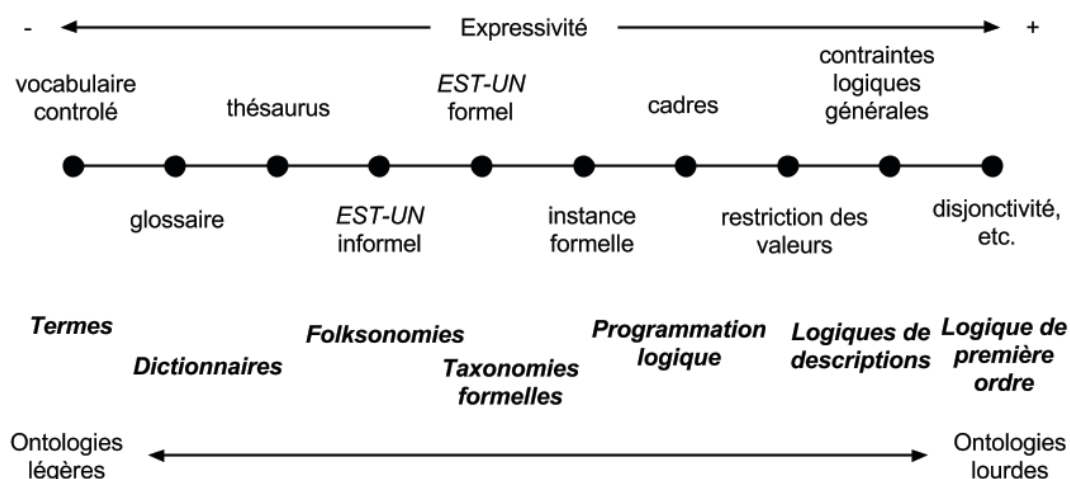 - Expressivité +
vocabulaire
controlé
thésaurus
EST-UN
formel
cadres
contraintes
logiques
générales
glossaire
EST-UN
informel
instance
formelle
restriction des
valeurs
disjonctivité,
etc.
Termes
Dictionnaires
Folksonomies
Taxonomies
formelles
Programmation
logique
Logiques de
descriptions
Logique de
première
ordre
Ontologies
légères
Ontologies
lourdes